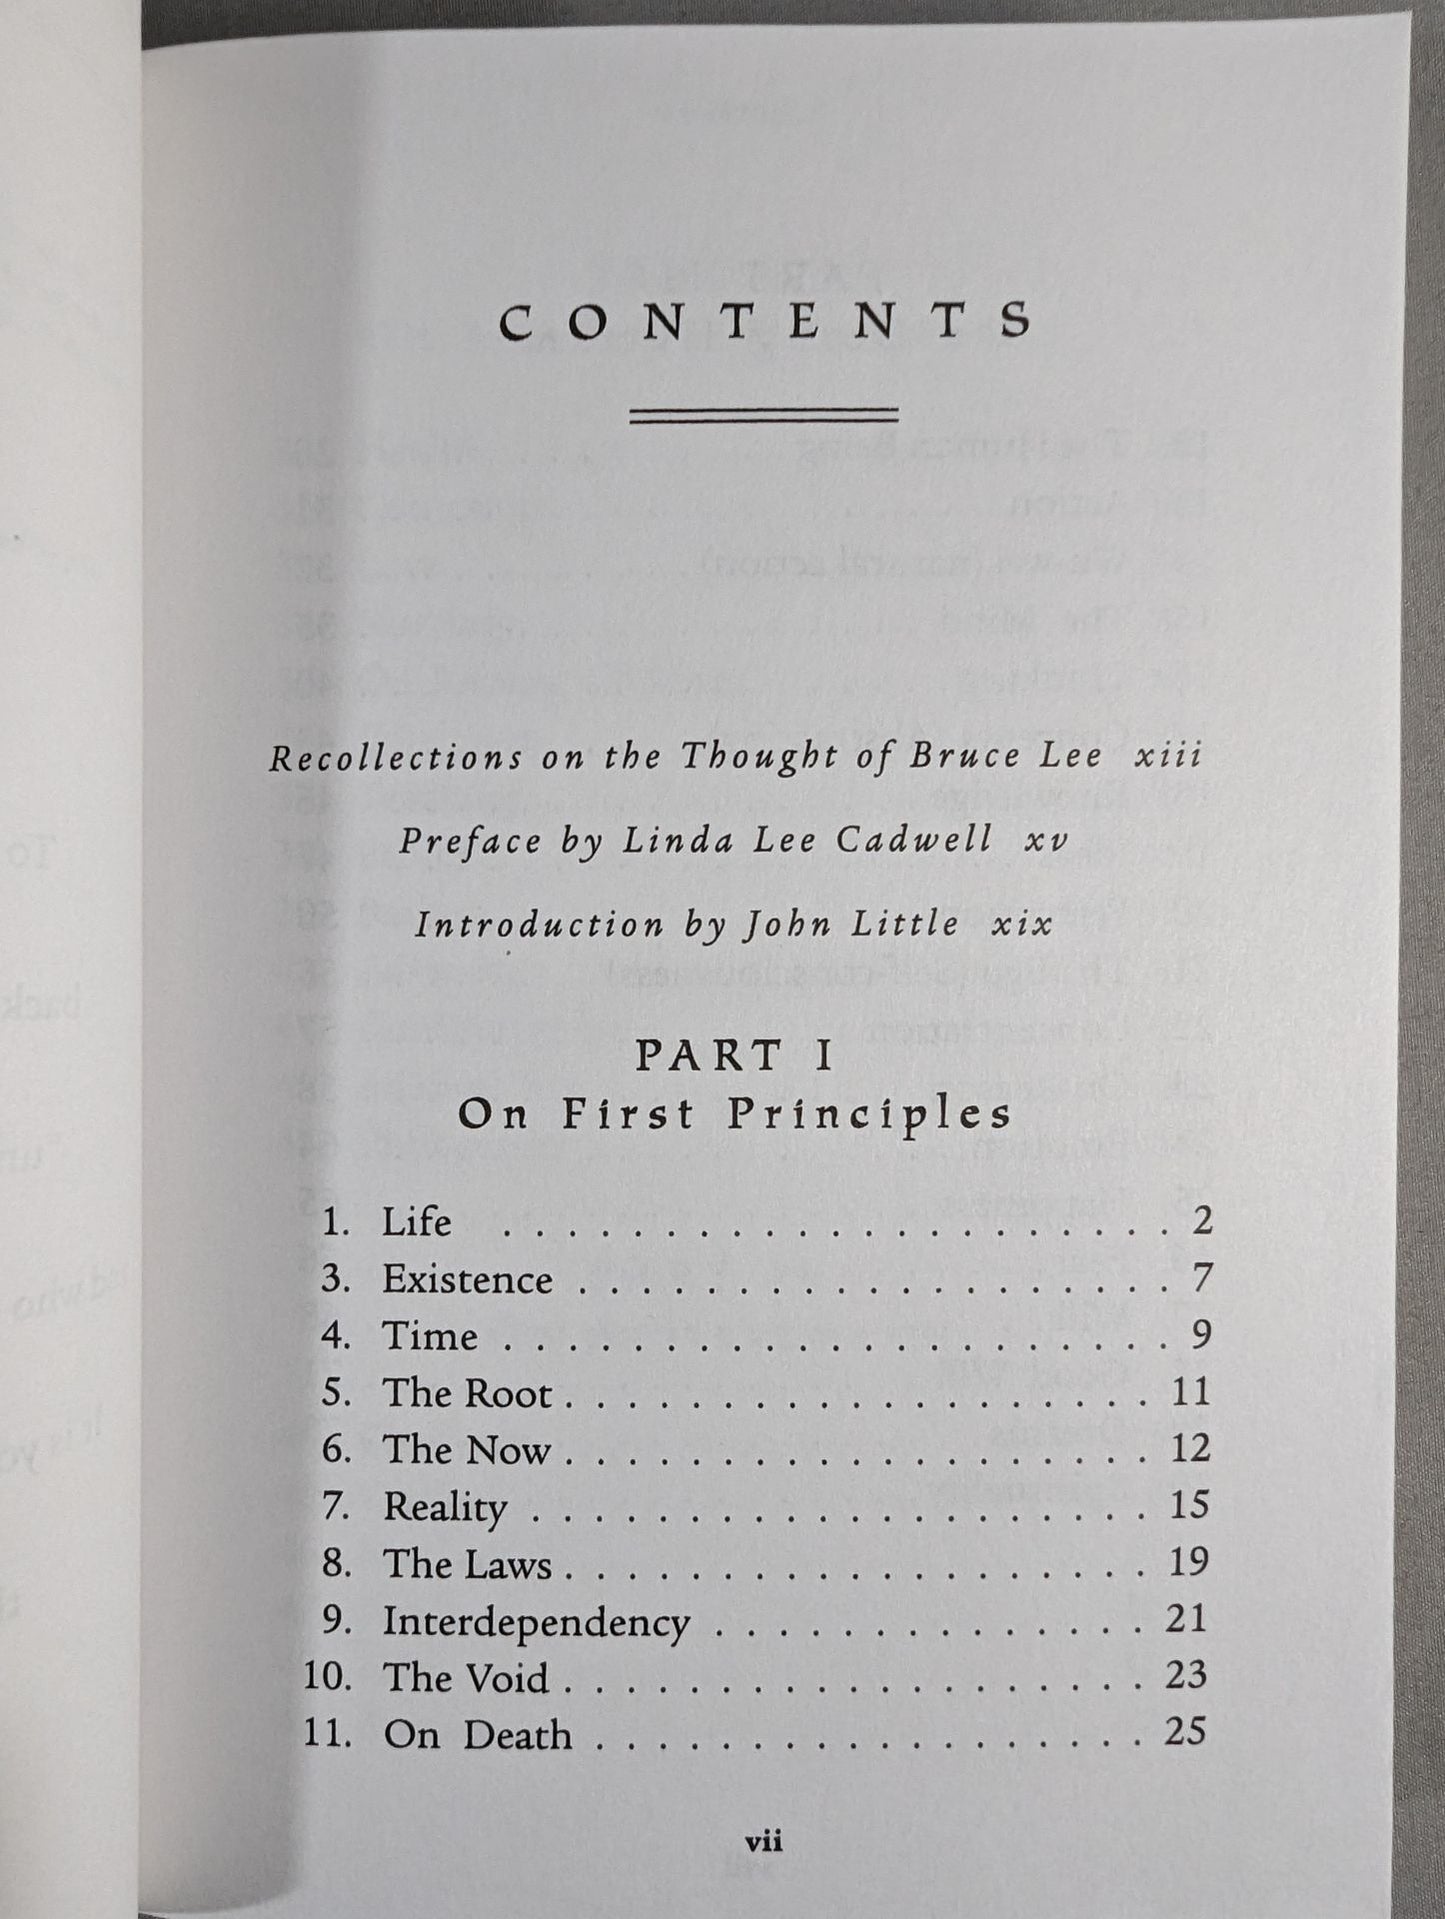 CONTENTS
Recollections on the Thought of Bruce Lee xiii
Preface by Linda Lee Cadwell xv
Introduction by John Little xix
PART I
On First Principles
1. Life . . . . . . . . . . . . . . . . . . . . . 2
3. Existence . . . . . . . . . . . . . . . . . . . 7
4. Time . . . . . . . . . . . . . . . . . . . . . 9
5. The Root . . . . . . . . . . . . . . . . . . . 11
6. The Now . . . . . . . . . . . . . . . . . . . 12
7. Reality . . . . . . . . . . . . . . . . . . . . 15
8. The Laws . . . . . . . . . . . . . . . . . . . 19
9. Interdependency . . . . . . . . . . . . . . 21
10. The Void . . . . . . . . . . . . . . . . . . . 23
11. On Death . . . . . . . . . . . . . . . . . . 25
vii